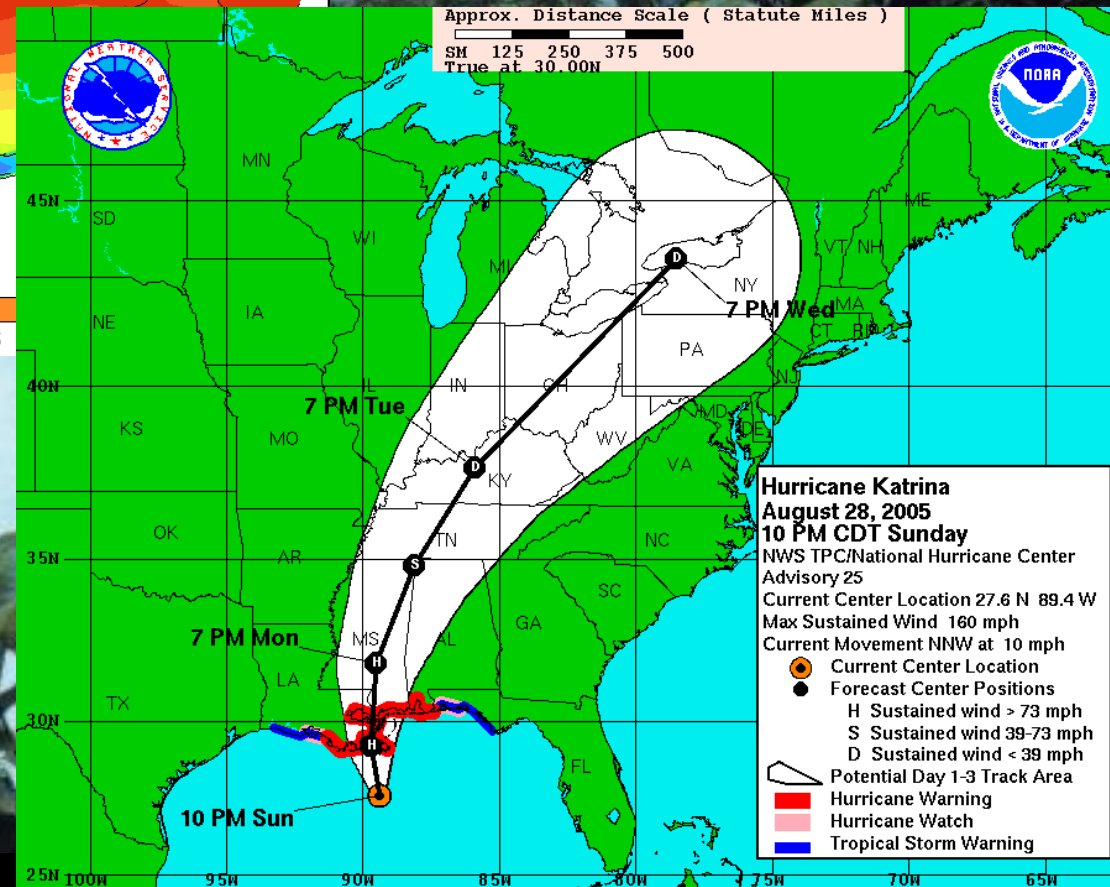 Approx. Distance Scale ( Statute Miles )
SM 125 250 375 500
True at 30.00N
NATIONAL WEATHER SERVICE
NOAA
MN
45N
SD
ME
WI
VT
NH
MI
NY
7 PM Wed
MA
NE
IA
CT
RI
PA
40N
IL
IN
OH
NJ
7 PM Tue
MD
DE
KS
MO
WV
VA
KY
OK
TN
NC
35N
AR
SC
GA
7 PM Mon
MS
AL
LA
TX
30N
FL
10 PM Sun
25N 100W 95W 90W 85W 80W 75W 70W 65W
Hurricane Katrina
August 28, 2005
10 PM CDT Sunday
NWS TPC/National Hurricane Center
Advisory 25
Current Center Location 27.6 N 89.4 W
Max Sustained Wind 160 mph
Current Movement NNW at 10 mph
Current Center Location
Forecast Center Positions
H Sustained wind > 73 mph
S Sustained wind 39-73 mph
D Sustained wind < 39 mph
Potential Day 1-3 Track Area
Hurricane Warning
Hurricane Watch
Tropical Storm Warning
D
D
S
H
H